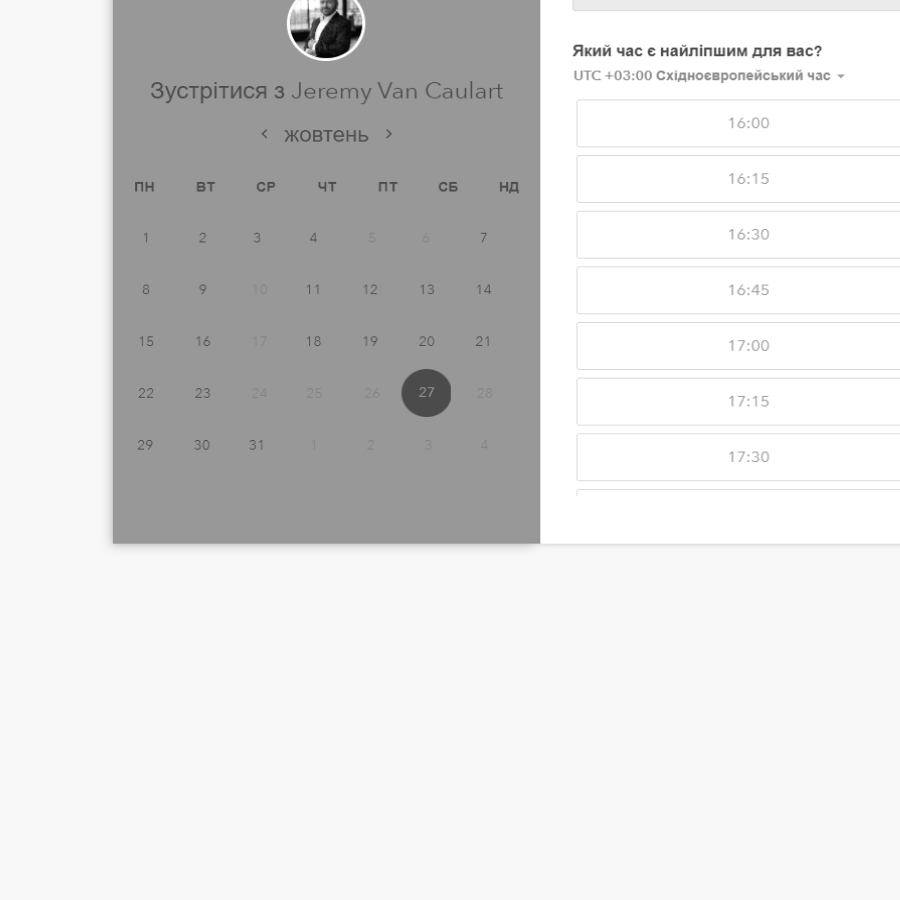 Зустрітися з Jeremy Van Caulart
жовтень
ПН ВТ СР ЧТ ПТ СБ НД
1 2 3 4 5 6 7
8 9 10 11 12 13 14
15 16 17 18 19 20 21
22 23 24 25 26 27 28
29 30 31 1 2 3 4
Який час є найліпшим для вас?
UTC +03:00 Східноєвропейський час
16:00
16:15
16:30
16:45
17:00
17:15
17:30